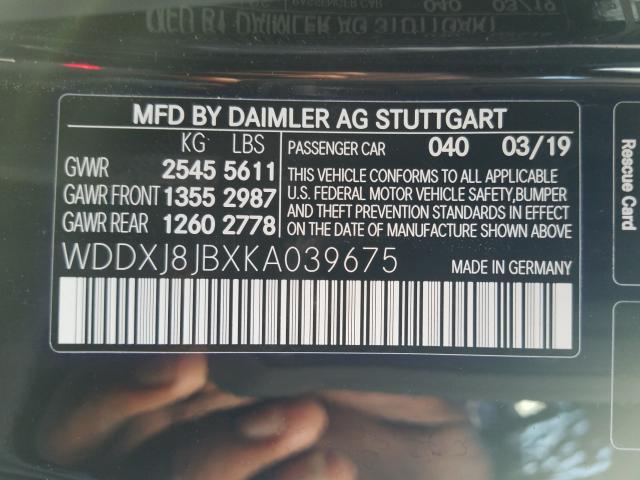 MFD BY DAIMLER AG STUTTGART
KG LBS
GVWR 2545 5611
GAWR FRONT 1355 2987
GAWR REAR 1260 2778
PASSENGER CAR 040 03/19
THIS VEHICLE CONFORMS TO ALL APPLICABLE
U.S. FEDERAL MOTOR VEHICLE SAFETY,BUMPER
AND THEFT PREVENTION STANDARDS IN EFFECT
ON THE DATE OF MANUFACTURE SHOWN ABOVE
WDDXJ8JBXKA039675
MADE IN GERMANY
Rescue Card